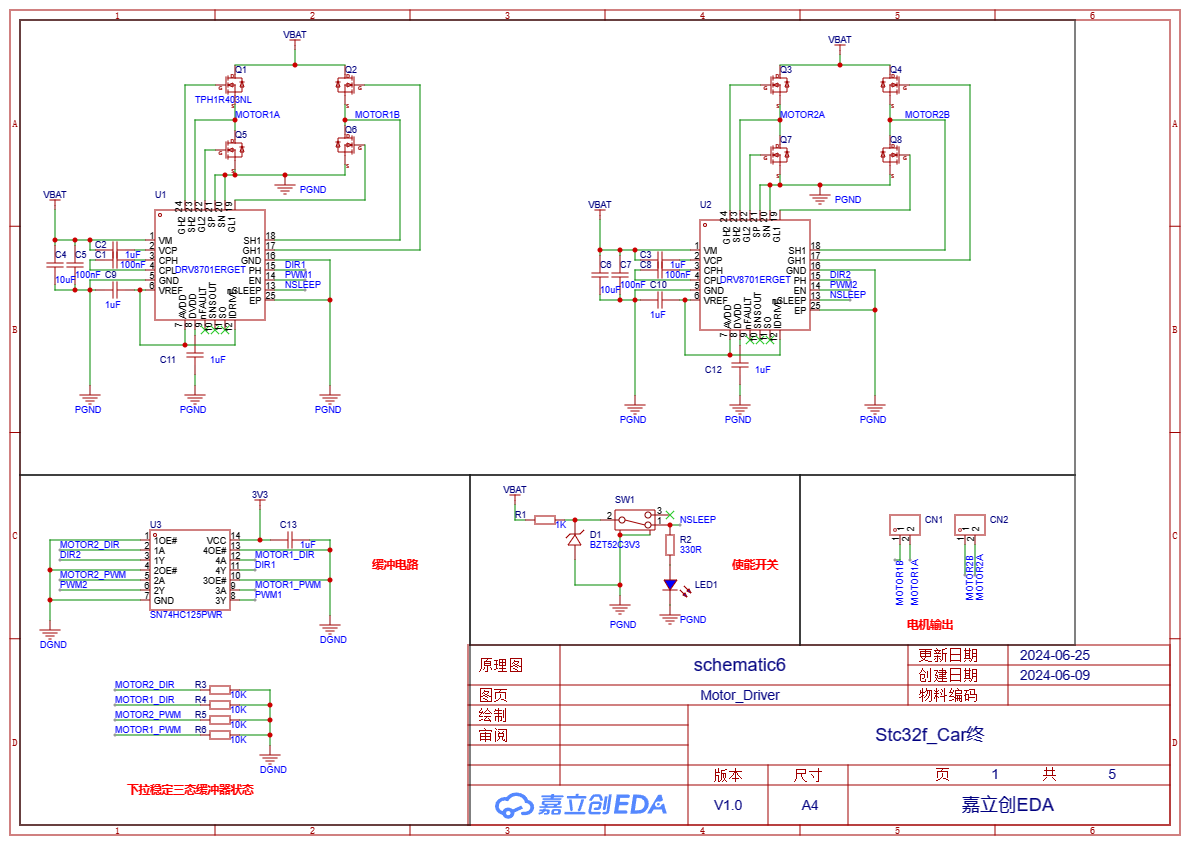 1 2 3 4 5 6
A
B
C
D
A
B
C
D
VBAT
Q1
Q2
TPH1R403NL
MOTOR1A
MOTOR1B
Q5
Q6
PGND
VBAT
U1
24 23 22 21 20 19
GH2 SH2 GL2 SP SN GL1
1 VM
2 VCP
3 CPH
4 CPL
5 GND
6 VREF
DRV8701ERGET
SH1 18
GH1 17
GND 16
PH 15 DIR1
EN 14 PWM1
nSLEEP 13 NSLEEP
EP 25
AVDD DVDD nFAULT SNSOUT SO IDRIVE
7 8 9 10 11 12
C2
C1
1uF
100nF
C4
C5
100nF
10uF
C9
1uF
C11
1uF
PGND
PGND
PGND
VBAT
Q3
Q4
MOTOR2A
MOTOR2B
Q7
Q8
PGND
VBAT
U2
24 23 22 21 20 19
GH2 SH2 GL2 SP SN GL1
1 VM
2 VCP
3 CPH
4 CPL
5 GND
6 VREF
DRV8701ERGET
SH1 18
GH1 17
GND 16
PH 15 DIR2
EN 14 PWM2
nSLEEP 13 NSLEEP
EP 25
AVDD DVDD nFAULT SNSOUT SO IDRIVE
7 8 9 10 11 12
C3
C8
1uF
100nF
C6
C7
100nF
10uF
C10
1uF
C12
1uF
PGND
PGND
PGND
3V3
U3
C13
1uF
1 1OE#
MOTOR2_DIR 2 1A
DIR2 3 1Y
4 2OE#
MOTOR2_PWM 5 2A
PWM2 6 2Y
7 GND
VCC 14
4OE# 13
4A 12 MOTOR1_DIR
4Y 11 DIR1
3OE# 10
3A 9 MOTOR1_PWM
3Y 8 PWM1
SN74HC125PWR
DGND
DGND
缓冲电路
MOTOR2_DIR R3 10K
MOTOR1_DIR R4 10K
MOTOR2_PWM R5 10K
MOTOR1_PWM R6 10K
DGND
下拉稳定三态缓冲器状态
VBAT
R1
1K
SW1
2
3
1
NSLEEP
D1
BZT52C3V3
R2
330R
LED1
PGND
PGND
使能开关
CN1
CN2
1 2
1 2
1 2
1 2
MOTOR1B
MOTOR1A
MOTOR2B
MOTOR2A
电机输出
原理图 schematic6
更新日期 2024-06-25
创建日期 2024-06-09
图页 Motor_Driver
物料编码
绘制
审阅
Stc32f_Car终
版本 尺寸 页 1 共 5
嘉立创EDA
V1.0 A4 嘉立创EDA
1 2 3 4 5 6